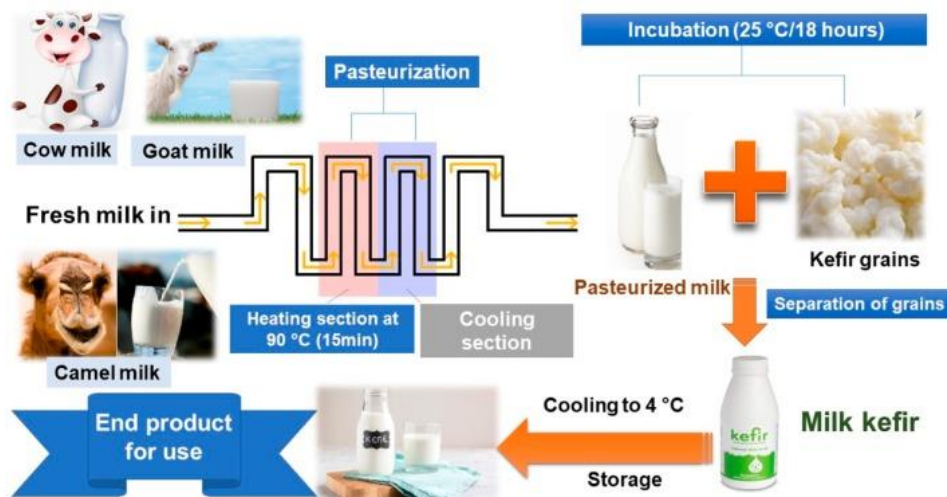 Incubation (25 °C/18 hours)
Pasteurization
Cow milk
Goat milk
Fresh milk in
Kefir grains
Pasteurized milk
Separation of grains
Heating section at
90 °C (15min)
Cooling
section
Camel milk
End product
for use
Cooling to 4 °C
Storage
kefir
Milk kefir